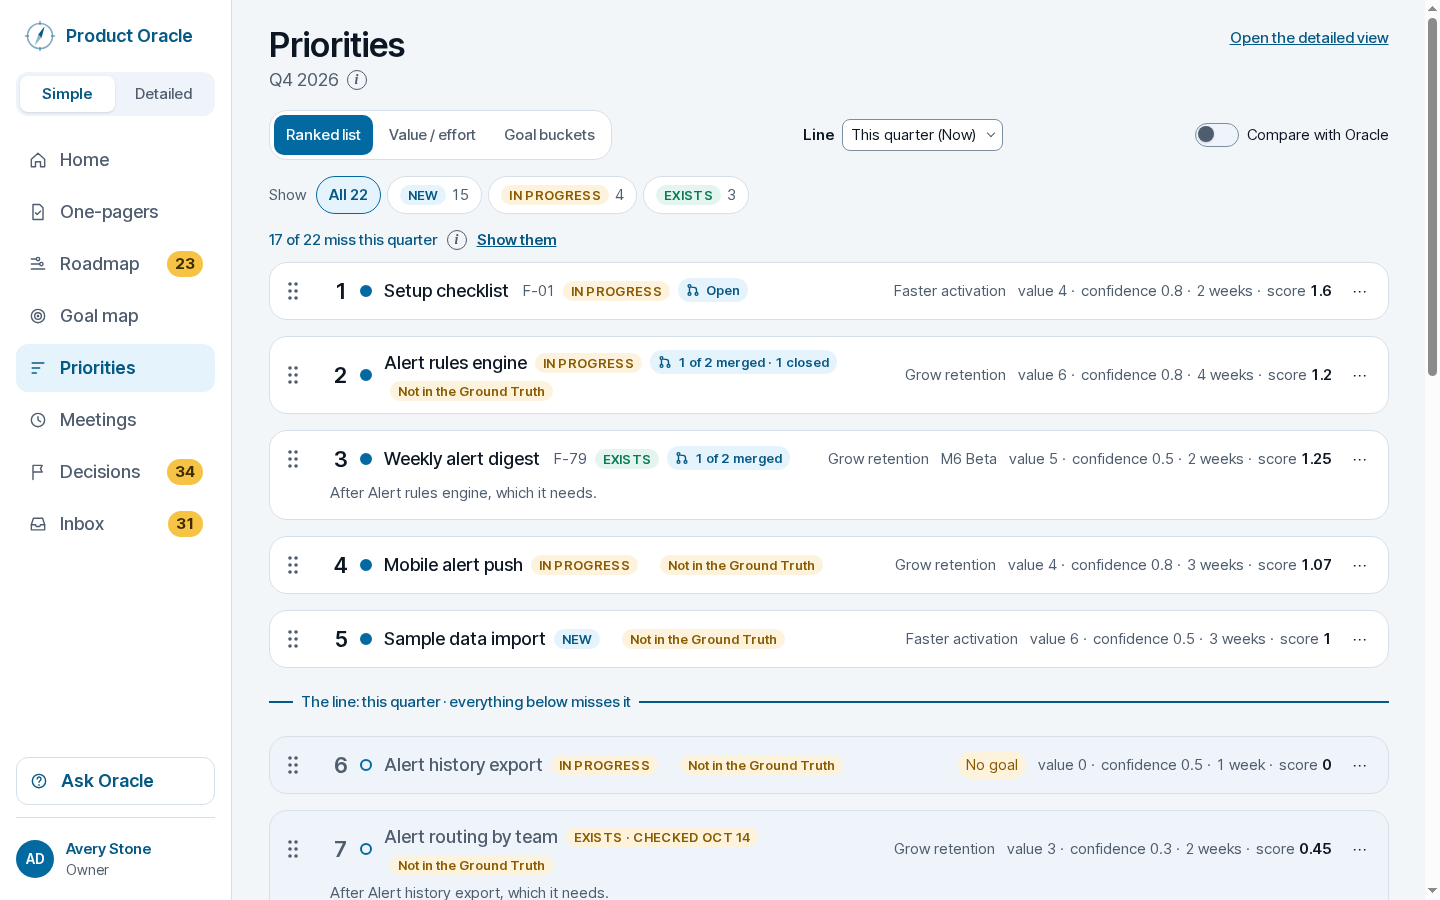 Product Oracle
Simple
Detailed
Home
One-pagers
Roadmap 23
Goal map
Priorities
Meetings
Decisions 34
Inbox 31
Ask Oracle
AD
Avery Stone
Owner
Priorities
Open the detailed view
Q4 2026 i
Ranked list Value / effort Goal buckets
Line This quarter (Now)
Compare with Oracle
Show All 22 NEW 15 IN PROGRESS 4 EXISTS 3
17 of 22 miss this quarter i Show them
1 Setup checklist F-01 IN PROGRESS Open Faster activation value 4 · confidence 0.8 · 2 weeks · score 1.6 ···
2 Alert rules engine IN PROGRESS 1 of 2 merged · 1 closed Grow retention value 6 · confidence 0.8 · 4 weeks · score 1.2 ···
Not in the Ground Truth
3 Weekly alert digest F-79 EXISTS 1 of 2 merged Grow retention M6 Beta value 5 · confidence 0.5 · 2 weeks · score 1.25 ···
After Alert rules engine, which it needs.
4 Mobile alert push IN PROGRESS Not in the Ground Truth Grow retention value 4 · confidence 0.8 · 3 weeks · score 1.07 ···
5 Sample data import NEW Not in the Ground Truth Faster activation value 6 · confidence 0.5 · 3 weeks · score 1 ···
The line: this quarter · everything below misses it
6 Alert history export IN PROGRESS Not in the Ground Truth No goal value 0 · confidence 0.5 · 1 week · score 0 ···
7 Alert routing by team EXISTS · CHECKED OCT 14 Grow retention value 3 · confidence 0.3 · 2 weeks · score 0.45 ···
Not in the Ground Truth
After Alert history export, which it needs.